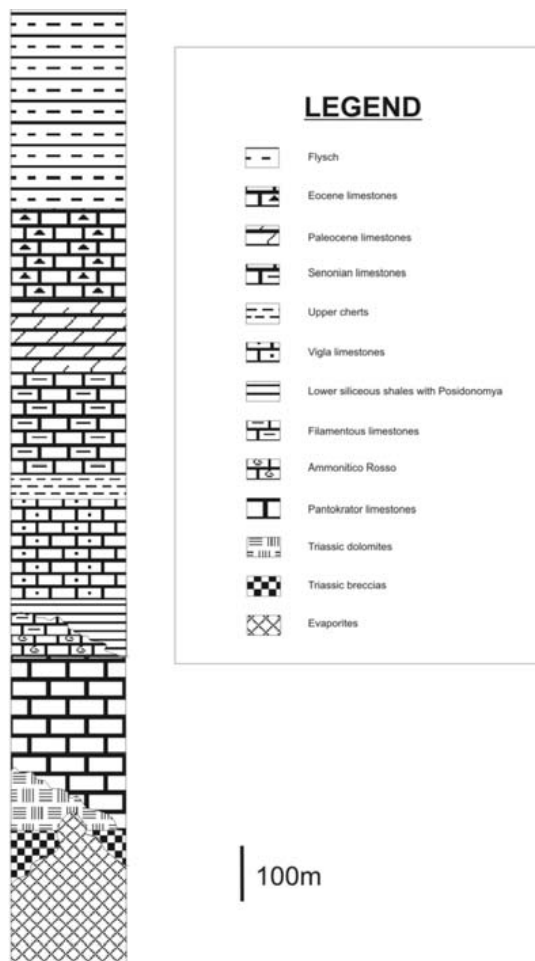 LEGEND
Flysch
Eocene limestones
Paleocene limestones
Senonian limestones
Upper cherts
Vigla limestones
Lower siliceous shales with Posidonomya
Filamentous limestones
Ammonitico Rosso
Pantokrator limestones
Triassic dolomites
Triassic breccias
Evaporites
100m